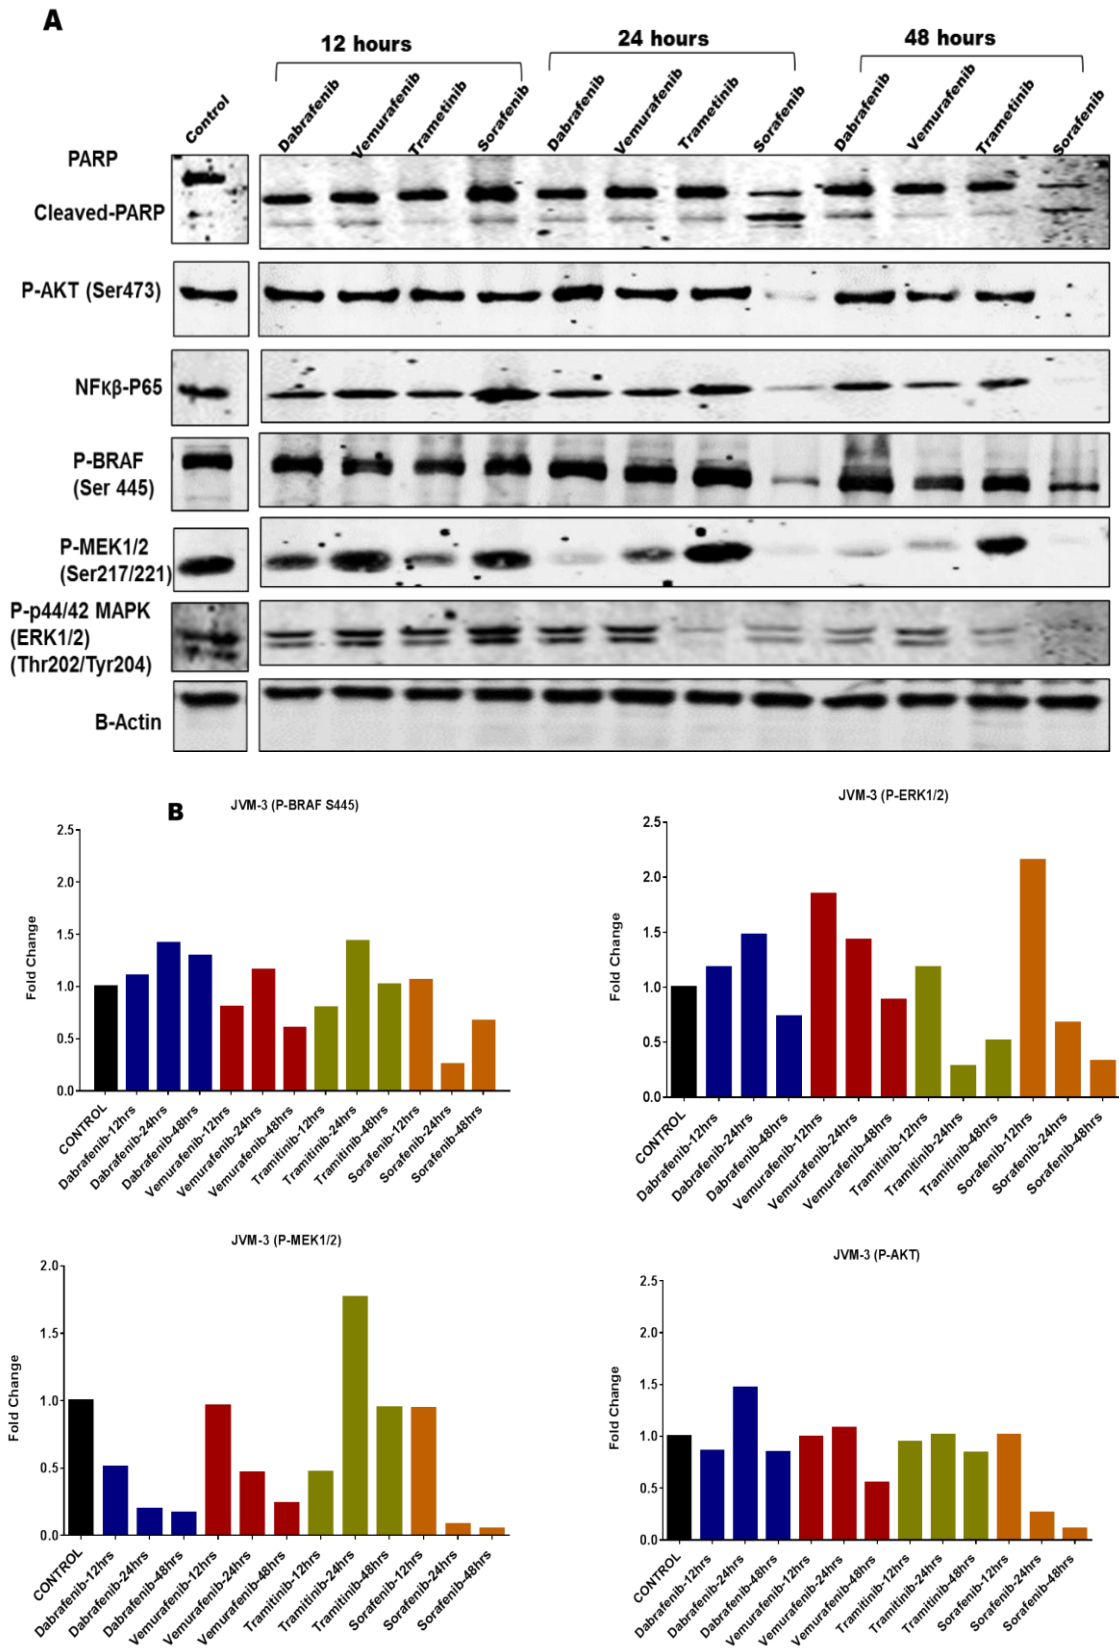 A
12 hours
24 hours
48 hours
Control
Dabrafenib
Vemurafenib
Trametinib
Sorafenib
Dabrafenib
Vemurafenib
Trametinib
Sorafenib
Dabrafenib
Vemurafenib
Trametinib
Sorafenib
PARP
Cleaved-PARP
P-AKT (Ser473)
NFκβ-P65
P-BRAF
(Ser 445)
P-MEK1/2
(Ser217/221)
P-p44/42 MAPK
(ERK1/2)
(Thr202/Tyr204)
B-Actin
B
JVM-3 (P-BRAF S445)
Fold Change
2.5
2.0
1.5
1.0
0.5
0.0
CONTROL
Dabrafenib-12hrs
Dabrafenib-24hrs
Dabrafenib-48hrs
Vemurafenib-12hrs
Vemurafenib-24hrs
Vemurafenib-48hrs
Tramitinib-12hrs
Tramitinib-24hrs
Tramitinib-48hrs
Sorafenib-12hrs
Sorafenib-24hrs
Sorafenib-48hrs
JVM-3 (P-ERK1/2)
Fold Change
2.5
2.0
1.5
1.0
0.5
0.0
CONTROL
Dabrafenib-12hrs
Dabrafenib-24hrs
Dabrafenib-48hrs
Vemurafenib-12hrs
Vemurafenib-24hrs
Vemurafenib-48hrs
Tramitinib-12hrs
Tramitinib-24hrs
Tramitinib-48hrs
Sorafenib-12hrs
Sorafenib-24hrs
Sorafenib-48hrs
JVM-3 (P-MEK1/2)
Fold Change
2.0
1.5
1.0
0.5
0.0
CONTROL
Dabrafenib-12hrs
Dabrafenib-24hrs
Dabrafenib-48hrs
Vemurafenib-12hrs
Vemurafenib-24hrs
Vemurafenib-48hrs
Tramitinib-12hrs
Tramitinib-24hrs
Tramitinib-48hrs
Sorafenib-12hrs
Sorafenib-24hrs
Sorafenib-48hrs
JVM-3 (P-AKT)
Fold Change
2.5
2.0
1.5
1.0
0.5
0.0
CONTROL
Dabrafenib-12hrs
Dabrafenib-24hrs
Dabrafenib-48hrs
Vemurafenib-12hrs
Vemurafenib-24hrs
Vemurafenib-48hrs
Tramitinib-12hrs
Tramitinib-24hrs
Tramitinib-48hrs
Sorafenib-12hrs
Sorafenib-24hrs
Sorafenib-48hrs